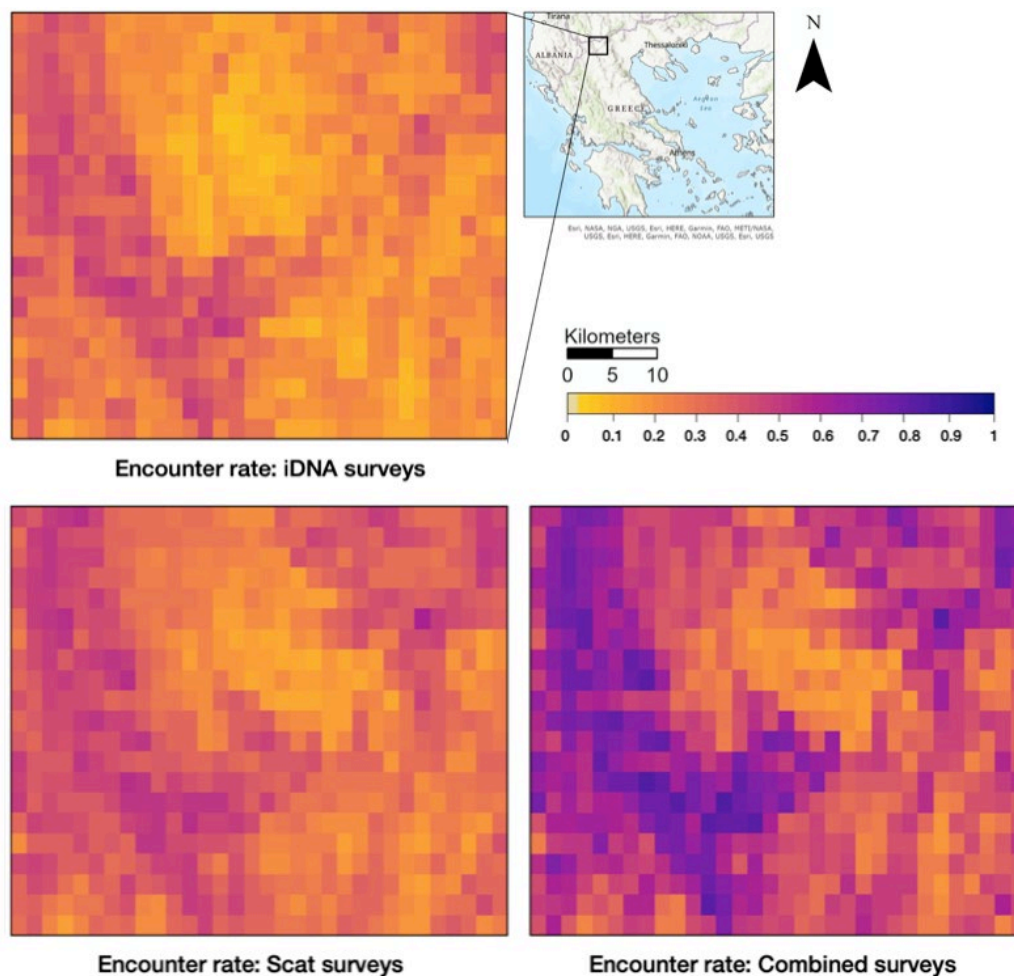 Tirana
ALBANIA
Thessaloniki
GREECE
Aegean
Sea
Athens
N
Esri, NASA, NGA, USGS, Esri, HERE, Garmin, FAO, METI/NASA,
USGS, Esri, HERE, Garmin, FAO, NOAA, USGS, Esri, USGS
Kilometers
0 5 10
0 0.1 0.2 0.3 0.4 0.5 0.6 0.7 0.8 0.9 1
Encounter rate: iDNA surveys
Encounter rate: Scat surveys
Encounter rate: Combined surveys